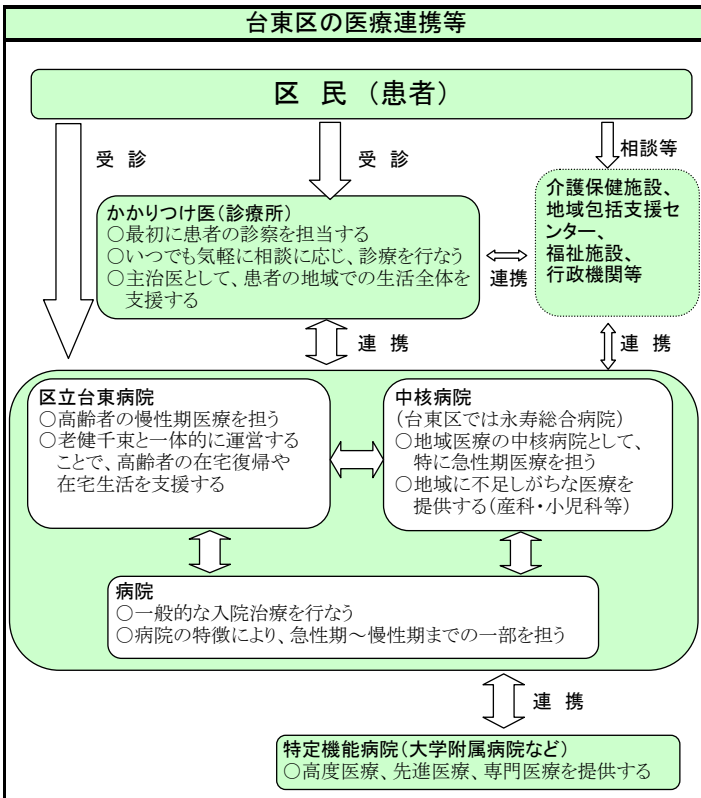 台東区の医療連携等
区 民 （患者）
受 診
受 診
相談等
かかりつけ医（診療所）
○最初に患者の診察を担当する
○いつでも気軽に相談に応じ、診療を行なう
○主治医として、患者の地域での生活全体を
支援する
連携
介護保健施設、
地域包括支援セ
ンター、
福祉施設、
行政機関等
連 携
連 携
区立台東病院
○高齢者の慢性期医療を担う
○老健千束と一体的に運営する
ことで、高齢者の在宅復帰や
在宅生活を支援する
中核病院
（台東区では永寿総合病院）
○地域医療の中核病院として、
特に急性期医療を担う
○地域に不足しがちな医療を
提供する（産科・小児科等）
病院
○一般的な入院治療を行なう
○病院の特徴により、急性期～慢性期までの一部を担う
連 携
特定機能病院（大学附属病院など）
○高度医療、先進医療、専門医療を提供する